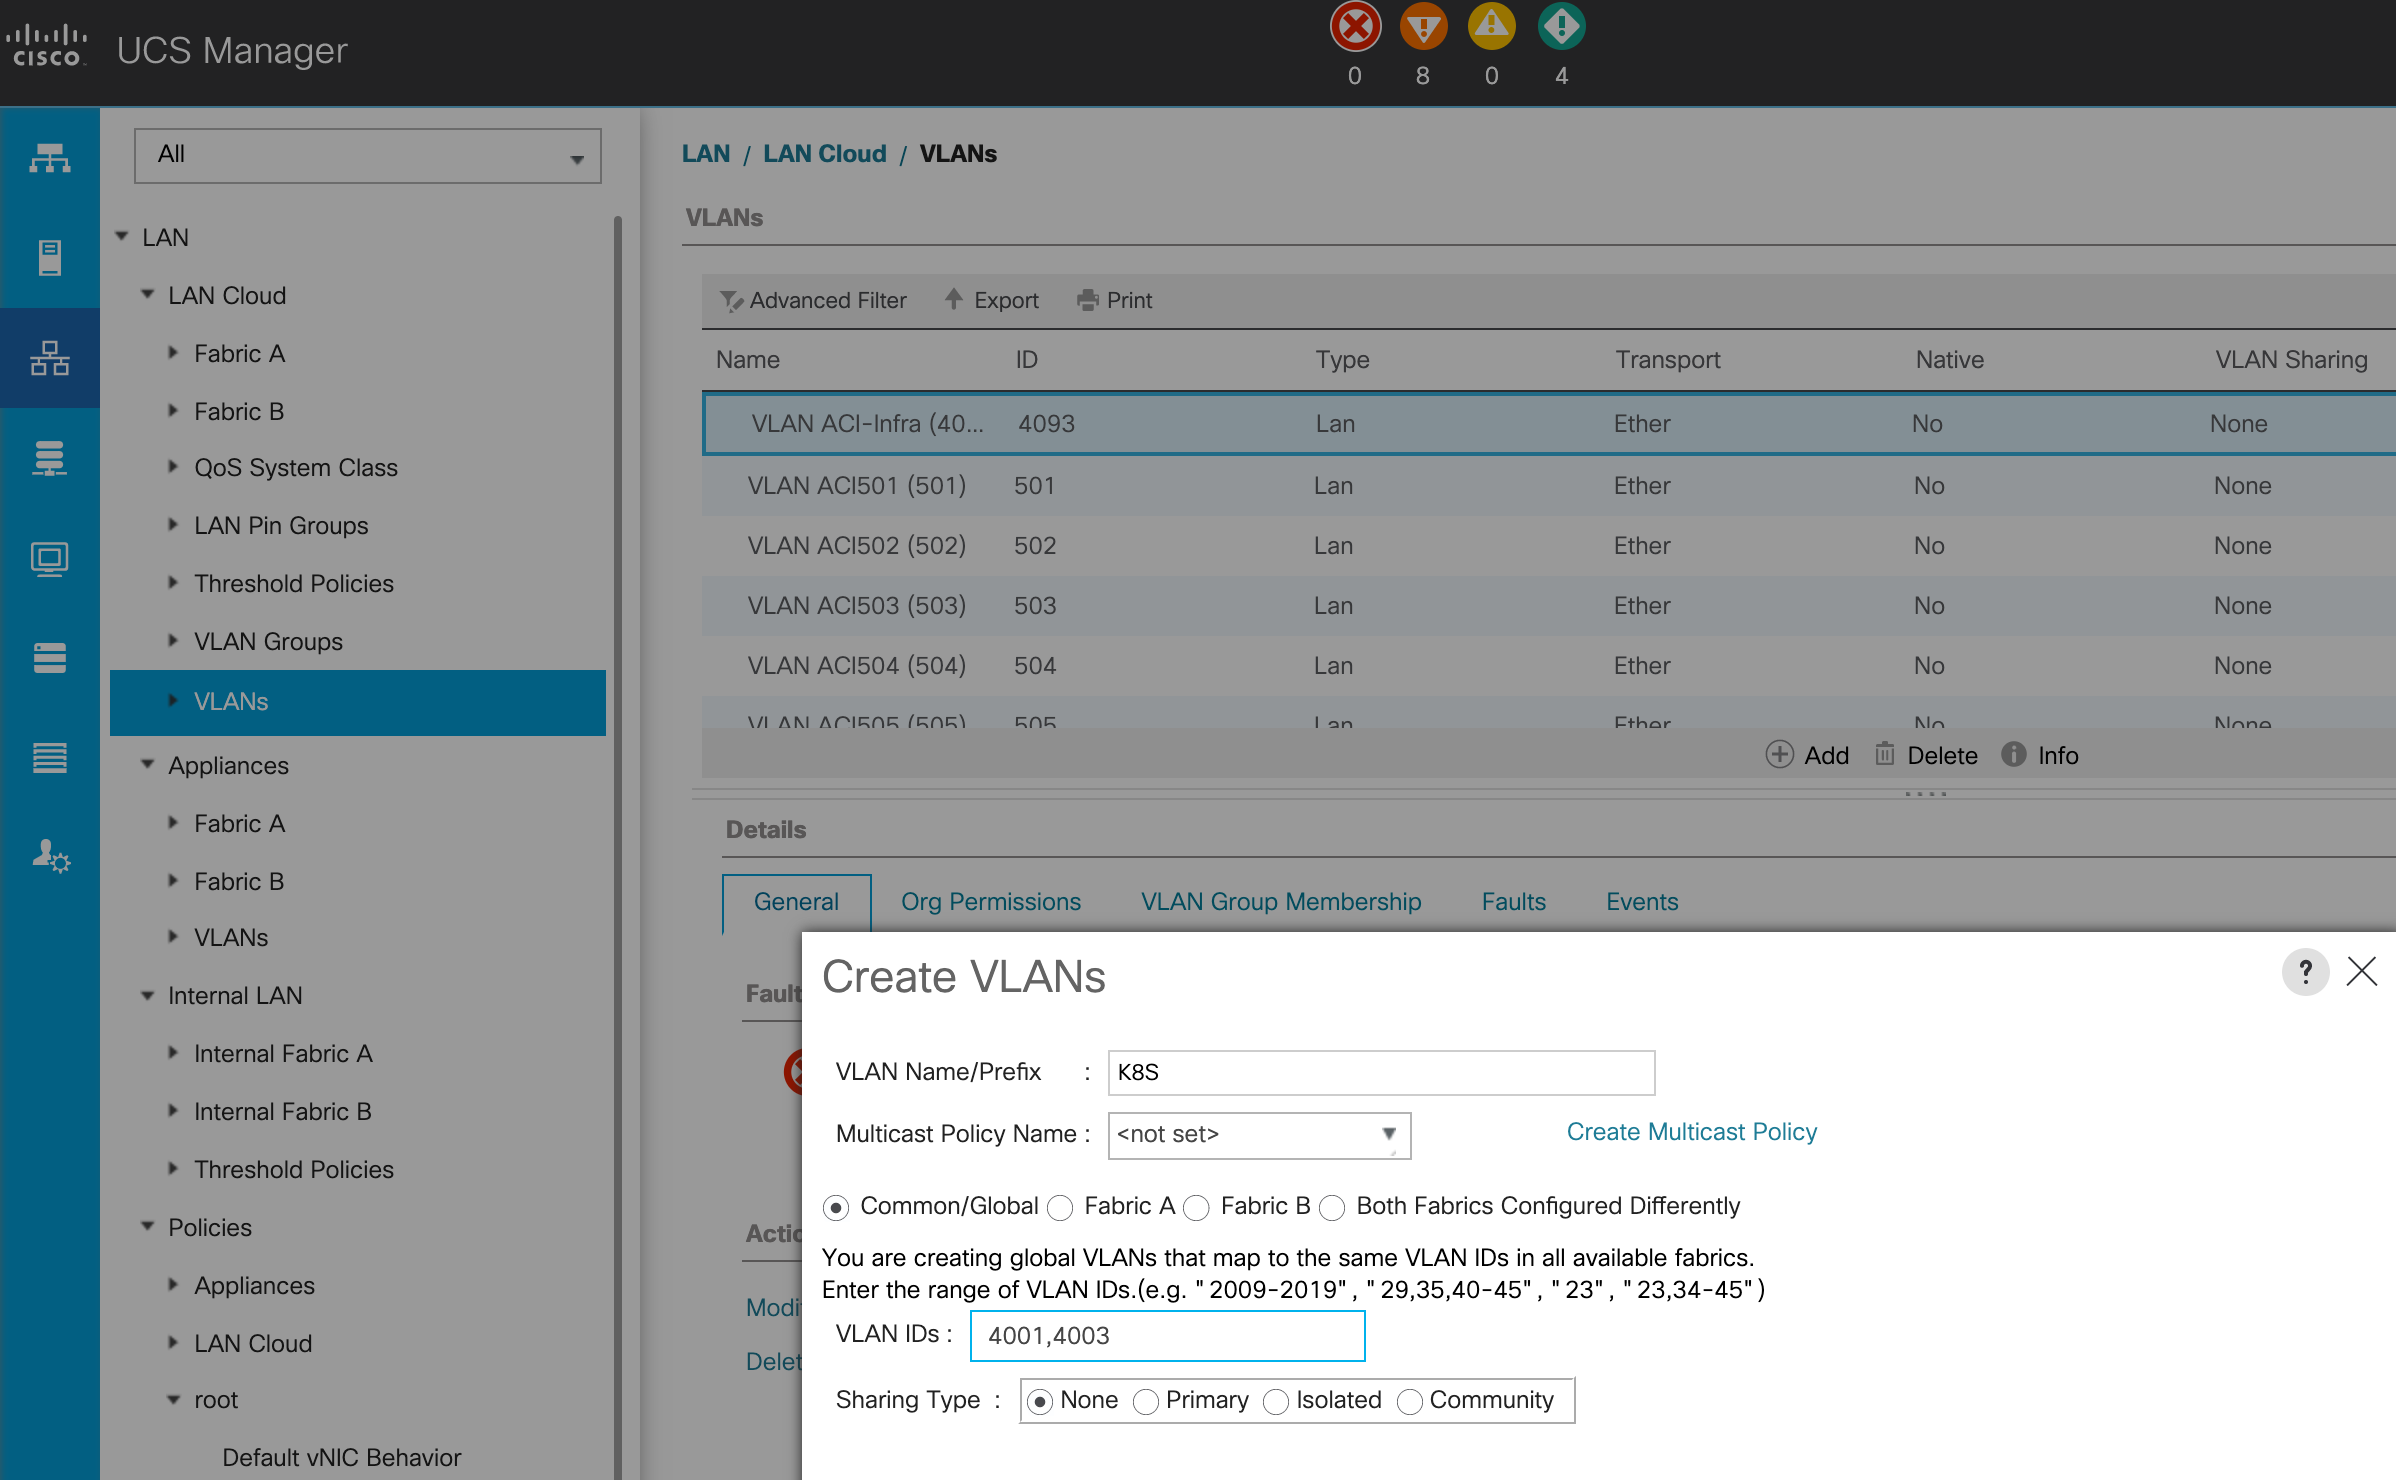 CISCO UCS Manager
0 8 0 4
All
LAN
LAN Cloud
Fabric A
Fabric B
QoS System Class
LAN Pin Groups
Threshold Policies
VLAN Groups
VLANs
Appliances
Fabric A
Fabric B
VLANs
Internal LAN
Internal Fabric A
Internal Fabric B
Threshold Policies
Policies
Appliances
LAN Cloud
root
Default vNIC Behavior
LAN / LAN Cloud / VLANs
VLANs
Advanced Filter Export Print
Name ID Type Transport Native VLAN Sharing
VLAN ACI-Infra (40... 4093 Lan Ether No None
VLAN ACI501 (501) 501 Lan Ether No None
VLAN ACI502 (502) 502 Lan Ether No None
VLAN ACI503 (503) 503 Lan Ether No None
VLAN ACI504 (504) 504 Lan Ether No None
VLAN ACI505 (505) 505 Lan Ether No None
Add Delete Info
Details
General Org Permissions VLAN Group Membership Faults Events
Fault
Actio
Modi
Delet
Create VLANs
? 
VLAN Name/Prefix : K8S
Multicast Policy Name : <not set> Create Multicast Policy
Common/Global Fabric A Fabric B Both Fabrics Configured Differently
You are creating global VLANs that map to the same VLAN IDs in all available fabrics.
Enter the range of VLAN IDs.(e.g. "2009-2019", "29,35,40-45", "23", "23,34-45")
VLAN IDs : 4001,4003
Sharing Type : None Primary Isolated Community